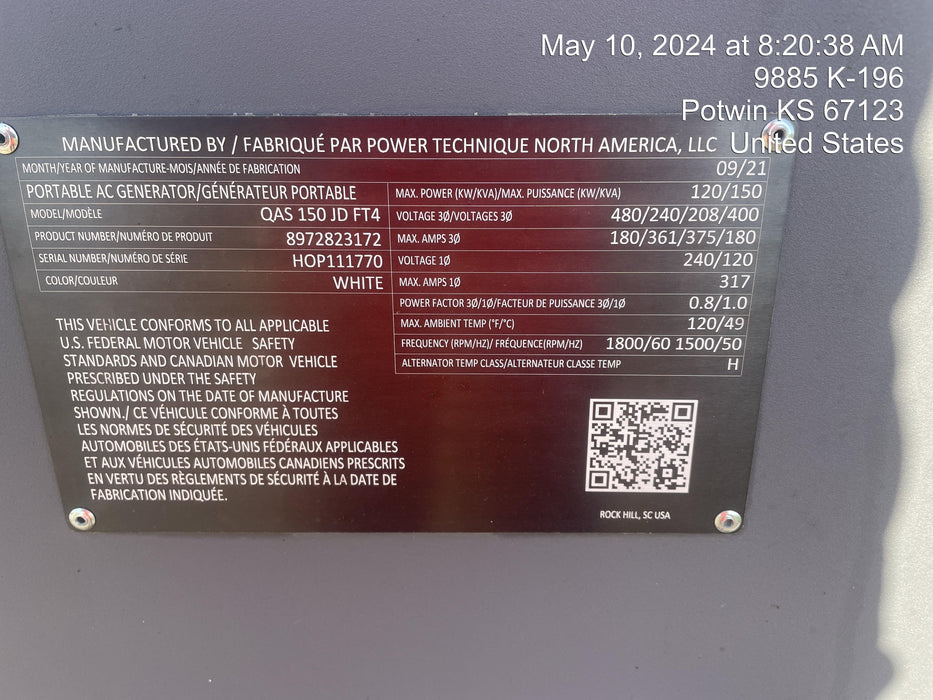 May 10, 2024 at 8:20:38 AM
9885 K-196
Potwin KS 67123
United States
MANUFACTURED BY / FABRIQUÉ PAR POWER TECHNIQUE NORTH AMERICA, LLC
MONTH/YEAR OF MANUFACTURE-MOIS/ANNÉE DE FABRICATION 09/21
PORTABLE AC GENERATOR/GÉNÉRATEUR PORTABLE
MODEL/MODÈLE QAS 150 JD FT4
PRODUCT NUMBER/NUMÉRO DE PRODUIT 8972823172
SERIAL NUMBER/NUMÉRO DE SÉRIE HOP111770
COLOR/COULEUR WHITE
MAX. POWER (KW/KVA)/MAX. PUISSANCE (KW/KVA) 120/150
VOLTAGE 3Ø/VOLTAGES 3Ø 480/240/208/400
MAX. AMPS 3Ø 180/361/375/180
VOLTAGE 1Ø 240/120
MAX. AMPS 1Ø 317
POWER FACTOR 3Ø/1Ø/FACTEUR DE PUISSANCE 3Ø/1Ø 0.8/1.0
MAX. AMBIENT TEMP (°F/°C) 120/49
FREQUENCY (RPM/HZ)/ FRÉQUENCE(RPM/HZ) 1800/60 1500/50
ALTERNATOR TEMP CLASS/ALTERNATEUR CLASSE TEMP H
THIS VEHICLE CONFORMS TO ALL APPLICABLE
U.S. FEDERAL MOTOR VEHICLE SAFETY
STANDARDS AND CANADIAN MOTOR VEHICLE
PRESCRIBED UNDER THE SAFETY
REGULATIONS ON THE DATE OF MANUFACTURE
SHOWN./ CE VÉHICULE CONFORME À TOUTES
LES NORMES DE SÉCURITÉ DES VÉHICULES
AUTOMOBILES DES ÉTATS-UNIS FÉDÉRAUX APPLICABLES
ET AUX VÉHICULES AUTOMOBILES CANADIENS PRESCRITS
EN VERTU DES RÈGLEMENTS DE SÉCURITÉ À LA DATE DE
FABRICATION INDIQUÉE.
ROCK HILL, SC USA